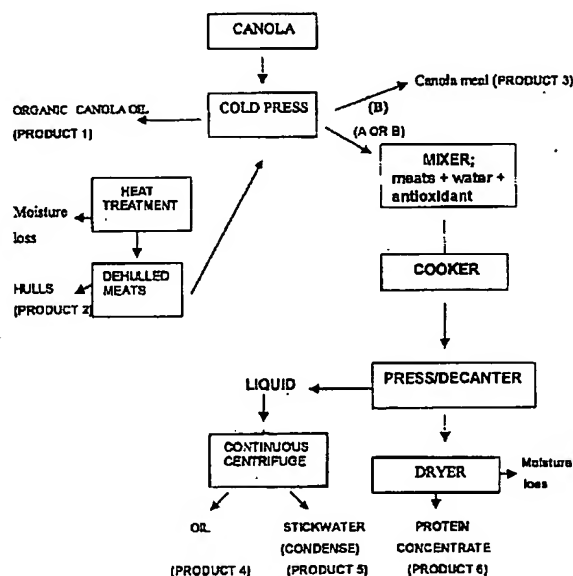 CANOLA
COLD PRESS
Canola meal (PRODUCT 3)
(B)
(A OR B)
ORGANIC CANOLA OIL
(PRODUCT 1)
MIXER;
meats + water +
antioxidant
HEAT
TREATMENT
Moisture
loss
DEHULLED
MEATS
HULLS
(PRODUCT 2)
COOKER
PRESS/DECANTER
LIQUID
CONTINUOUS
CENTRIFUGE
DRYER
Moisture
loss
OIL
(PRODUCT 4)
STICKWATER
(CONDENSE)
(PRODUCT 5)
PROTEIN
CONCENTRATE
(PRODUCT 6)